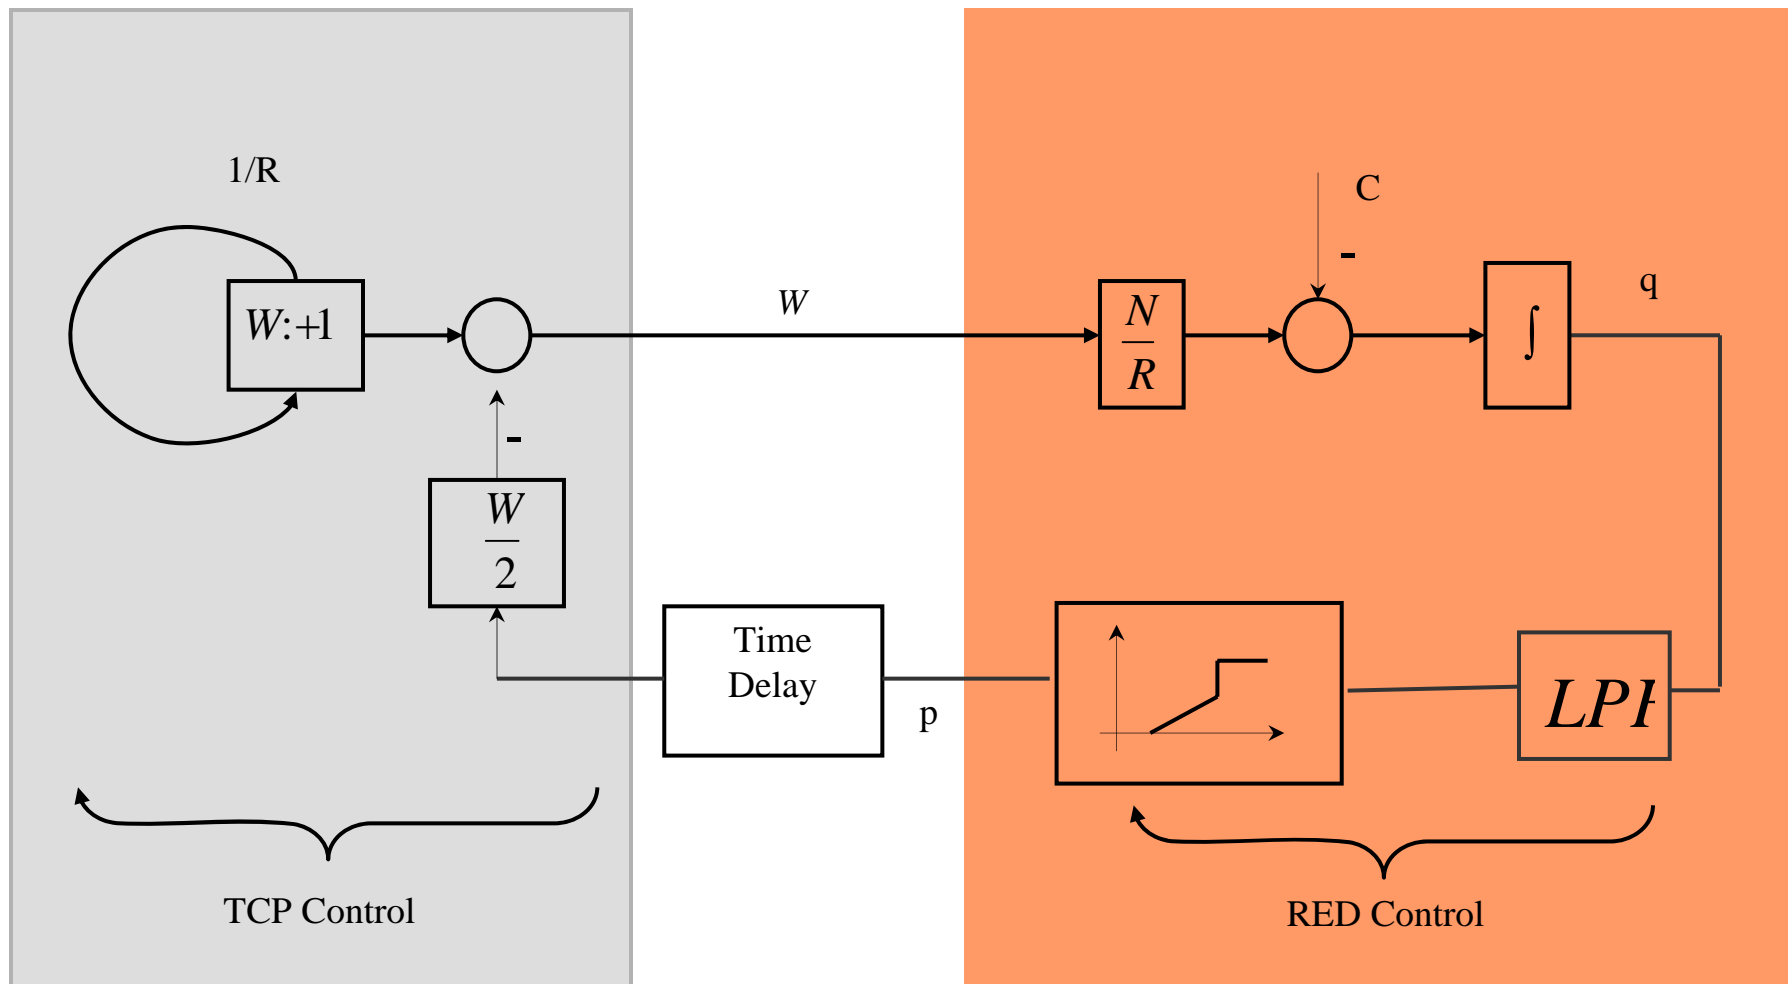 1/R
C
W:+1
W
N
R
-
∫
q
-
W
2
Time
Delay
p
LPF
TCP Control
RED Control